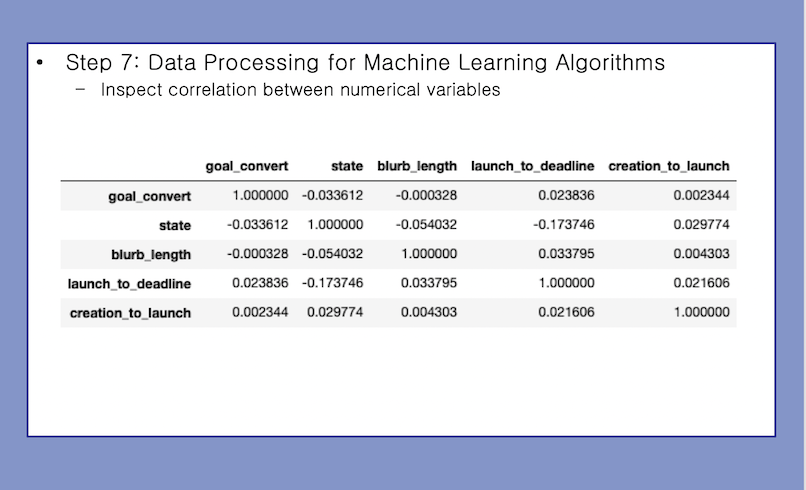 • Step 7: Data Processing for Machine Learning Algorithms
– Inspect correlation between numerical variables
goal_convert state blurb_length launch_to_deadline creation_to_launch
goal_convert 1.000000 -0.033612 -0.000328 0.023836 0.002344
state -0.033612 1.000000 -0.054032 -0.173746 0.029774
blurb_length -0.000328 -0.054032 1.000000 0.033795 0.004303
launch_to_deadline 0.023836 -0.173746 0.033795 1.000000 0.021606
creation_to_launch 0.002344 0.029774 0.004303 0.021606 1.000000